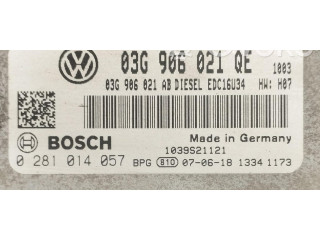 03G 906 021 QE 1003
03G 906 021 AB DIESEL EDC16U34 HW: H07
BOSCH
Made in Germany
1039S21121
0 281 014 057 BPG 810 07-06-18 1334 1173